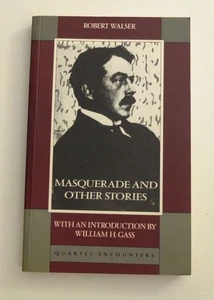 ROBERT WALSER
MASQUERADE AND
OTHER STORIES
WITH AN INTRODUCTION BY
WILLIAM H. GASS
QUARTET ENCOUNTERS